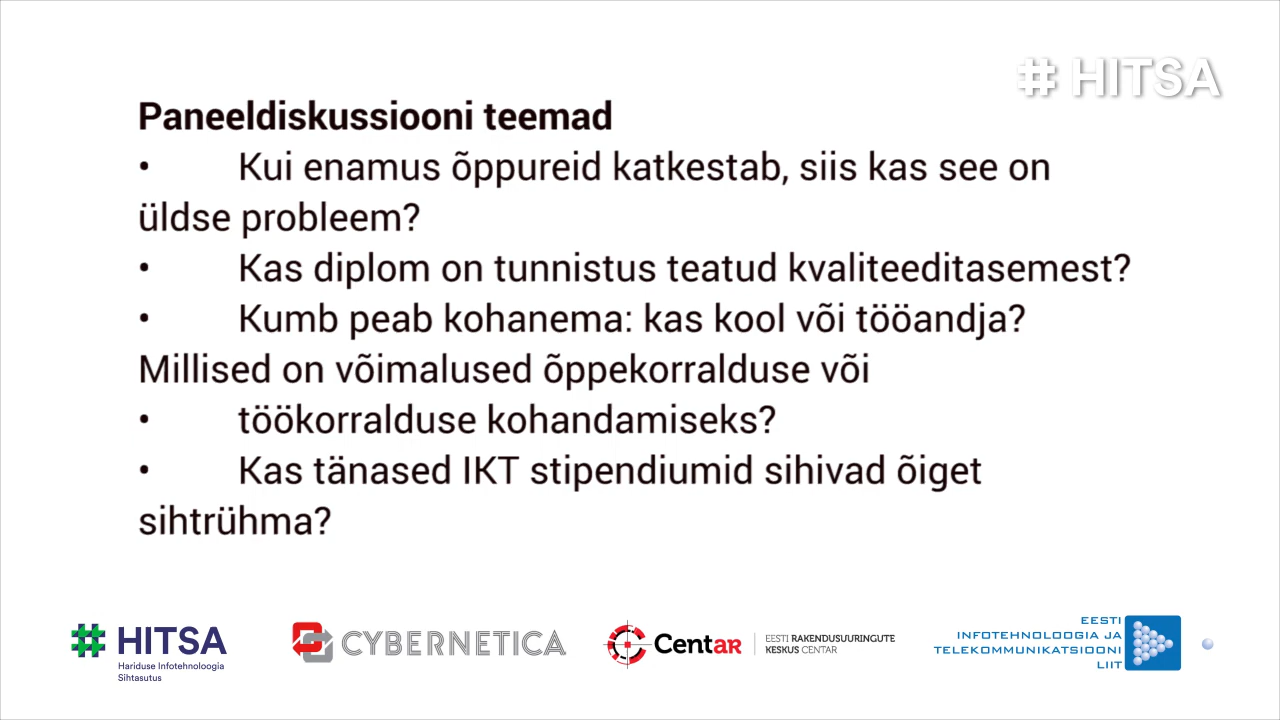 # HITSA
Paneeldiskussiooni teemad
• Kui enamus õppureid katkestab, siis kas see on
üldse probleem?
• Kas diplom on tunnistus teatud kvaliteeditasemest?
• Kumb peab kohanema: kas kool või tööandja?
Millised on võimalused õppekorralduse või
• töökorralduse kohandamiseks?
• Kas tänased IKT stipendiumid sihivad õiget
sihtrühma?
# HITSA
Hariduse Infotehnoloogia
Sihtasutus
CYBERNETICA
Centar
EESTI RAKENDUSUURINGUTE
KESKUS CENTAR
EESTI
INFOTEHNOLOOGIA JA
TELEKOMMUNIKATSIOONI
LIIT